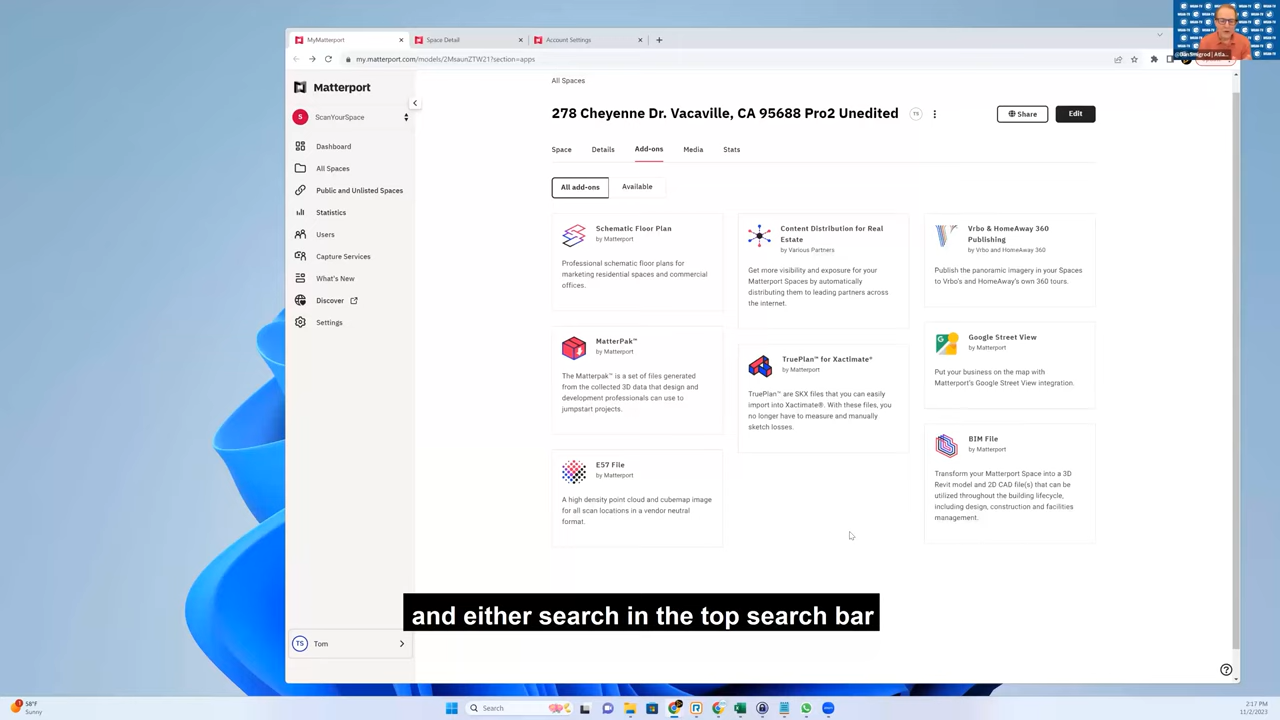 MyMatterport
Space Detail
Account Settings
my.matterport.com/models/2MsaunZTW21?section=apps
Matterport
S
ScanYourSpace
Dashboard
All Spaces
Public and Unlisted Spaces
Statistics
Users
Capture Services
What's New
Discover
Settings
TS
Tom
All Spaces
278 Cheyenne Dr. Vacaville, CA 95688 Pro2 Unedited
TS
Share
Edit
Space
Details
Add-ons
Media
Stats
All add-ons
Available
Schematic Floor Plan
by Matterport
Professional schematic floor plans for
marketing residential spaces and commercial
offices.
Content Distribution for Real
Estate
by Various Partners
Get more visibility and exposure for your
Matterport Spaces by automatically
distributing them to leading partners across
the internet.
Vrbo & HomeAway 360
Publishing
by Vrbo and HomeAway 360
Publish the panoramic imagery in your Spaces
to Vrbo's and HomeAway's own 360 tours.
MatterPak™
by Matterport
The Matterpak™ is a set of files generated
from the collected 3D data that design and
development professionals can use to
jumpstart projects.
TruePlan™ for Xactimate®
by Matterport
TruePlan™ are SKX files that you can easily
import into Xactimate®. With these files, you
no longer have to measure and manually
sketch losses.
Google Street View
by Matterport
Put your business on the map with
Matterport's Google Street View integration.
E57 File
by Matterport
A high density point cloud and cubemap image
for all scan locations in a vendor neutral
format.
BIM File
by Matterport
Transform your Matterport Space into a 3D
Revit model and 2D CAD file(s) that can be
utilized throughout the building lifecycle,
including design, construction and facilities
management.
and either search in the top search bar
58°F
Sunny
Search
2:17 PM
11/2/2023